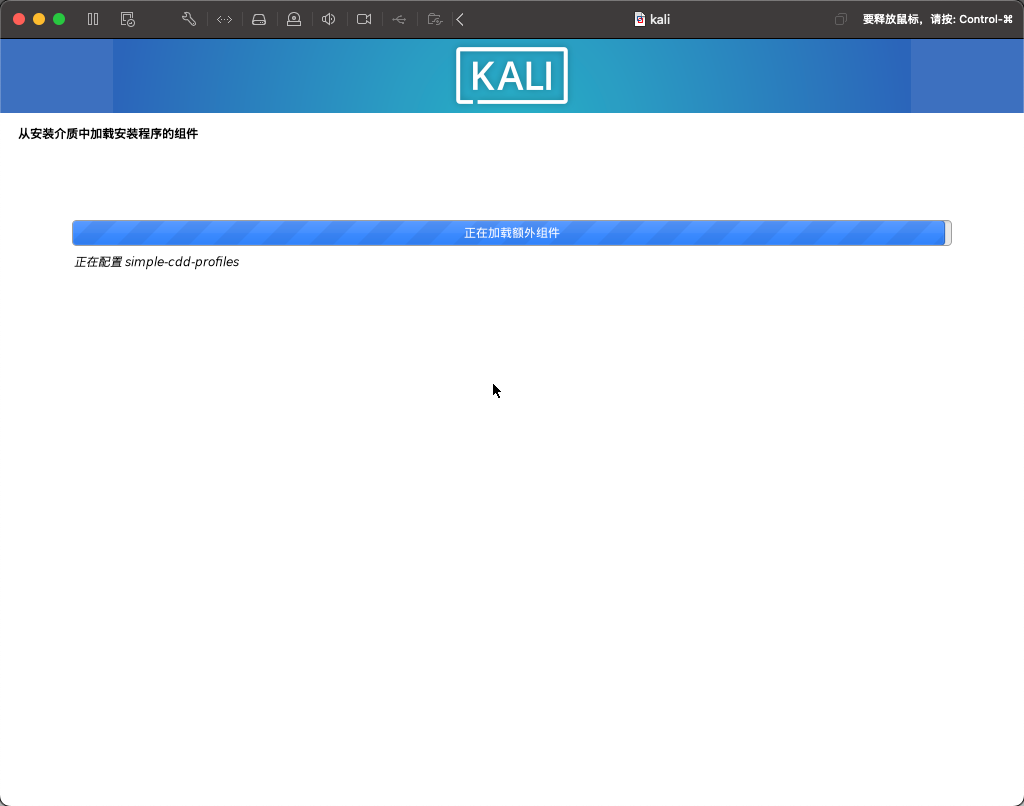 kali
要释放鼠标，请按: Control-⌘
KALI
从安装介质中加载安装程序的组件
正在加载额外组件
正在配置 simple-cdd-profiles